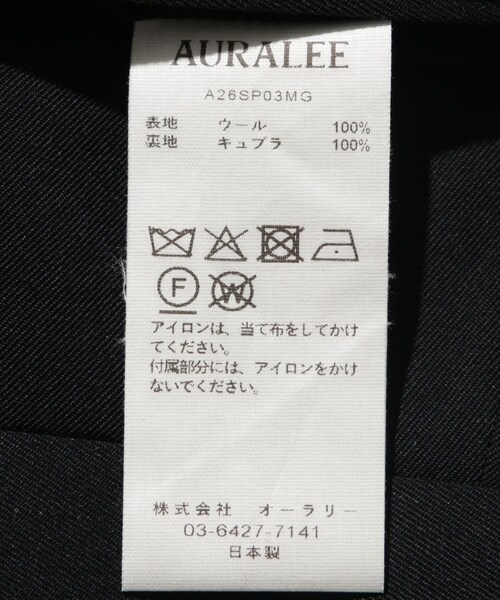 AURALEE
A26SP03MG
表地 ウール 100%
裏地 キュプラ 100%
F W
アイロンは、当て布をしてかけ
てください。
付属部分には、アイロンをかけ
ないでください。
株式会社 オーラリー
03-6427-7141
日本製